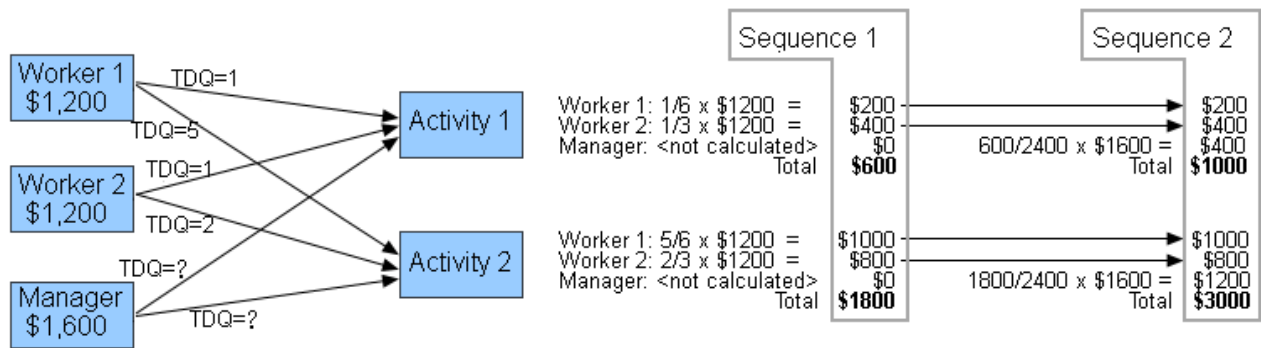 Worker 1
$1,200
TDQ=1
TDQ=5
Worker 2
$1,200
TDQ=1
TDQ=2
Manager
$1,600
TDQ=?
TDQ=?
Activity 1
Activity 2
Sequence 1
Sequence 2
Worker 1: 1/6 x $1200 = $200 $200
Worker 2: 1/3 x $1200 = $400 $400
Manager: <not calculated> $0 600/2400 x $1600 = $400
Total $600 Total $1000
Worker 1: 5/6 x $1200 = $1000 $1000
Worker 2: 2/3 x $1200 = $800 $800
Manager: <not calculated> $0 1800/2400 x $1600 = $1200
Total $1800 Total $3000